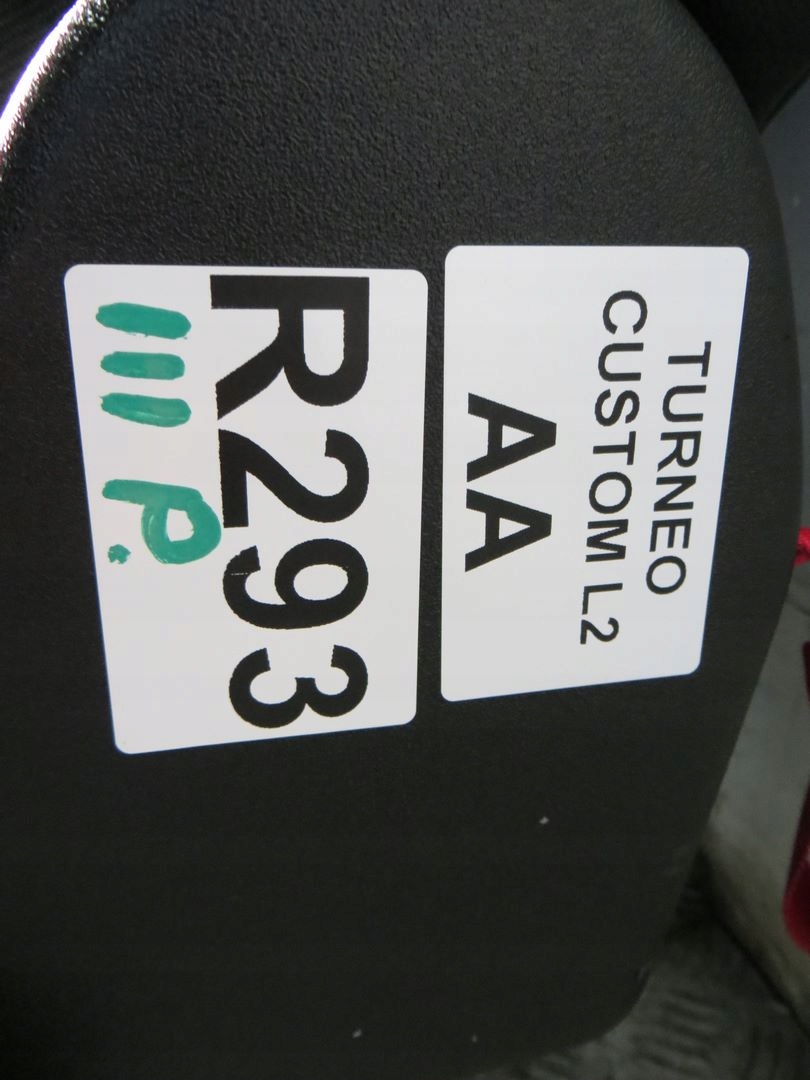 TURNEO
CUSTOM L2
AA
R293
III P.